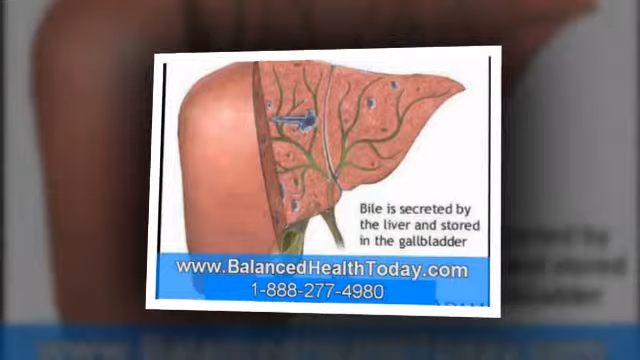 Bile is secreted by
the liver and stored
in the gallbladder
www.BalancedHealthToday.com
1-888-277-4980